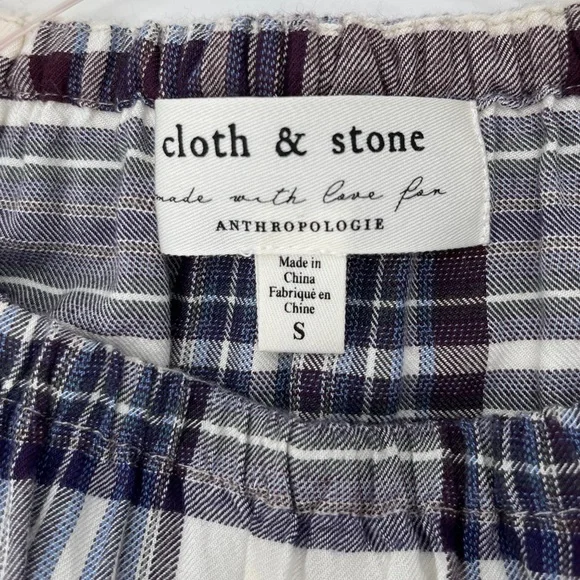 cloth & stone
made with love for
ANTHROPOLOGIE
Made in
China
Fabriqué en
Chine
S